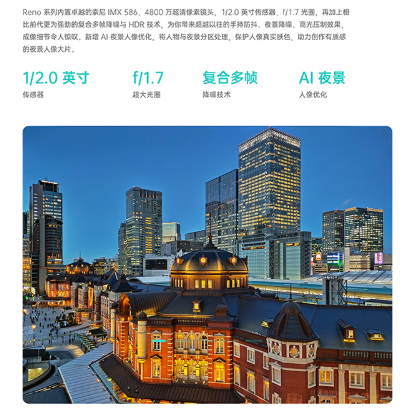 Reno 系列内置卓越的索尼 IMX 586，4800 万超清像素镜头，1/2.0 英寸传感器，f/1.7 光圈，再加上相
比前代更为强劲的复合多帧降噪与 HDR 技术，为你带来超越以往的手持防抖、夜景降噪、高光压制效果，
成像细节令人惊叹。新增 AI 夜景人像优化，将人物与夜景分区处理，保护人像真实肤色，助力创作有质感
的夜景人像大片。
1/2.0 英寸 f/1.7 复合多帧 AI 夜景
传感器 超大光圈 降噪技术 人像优化